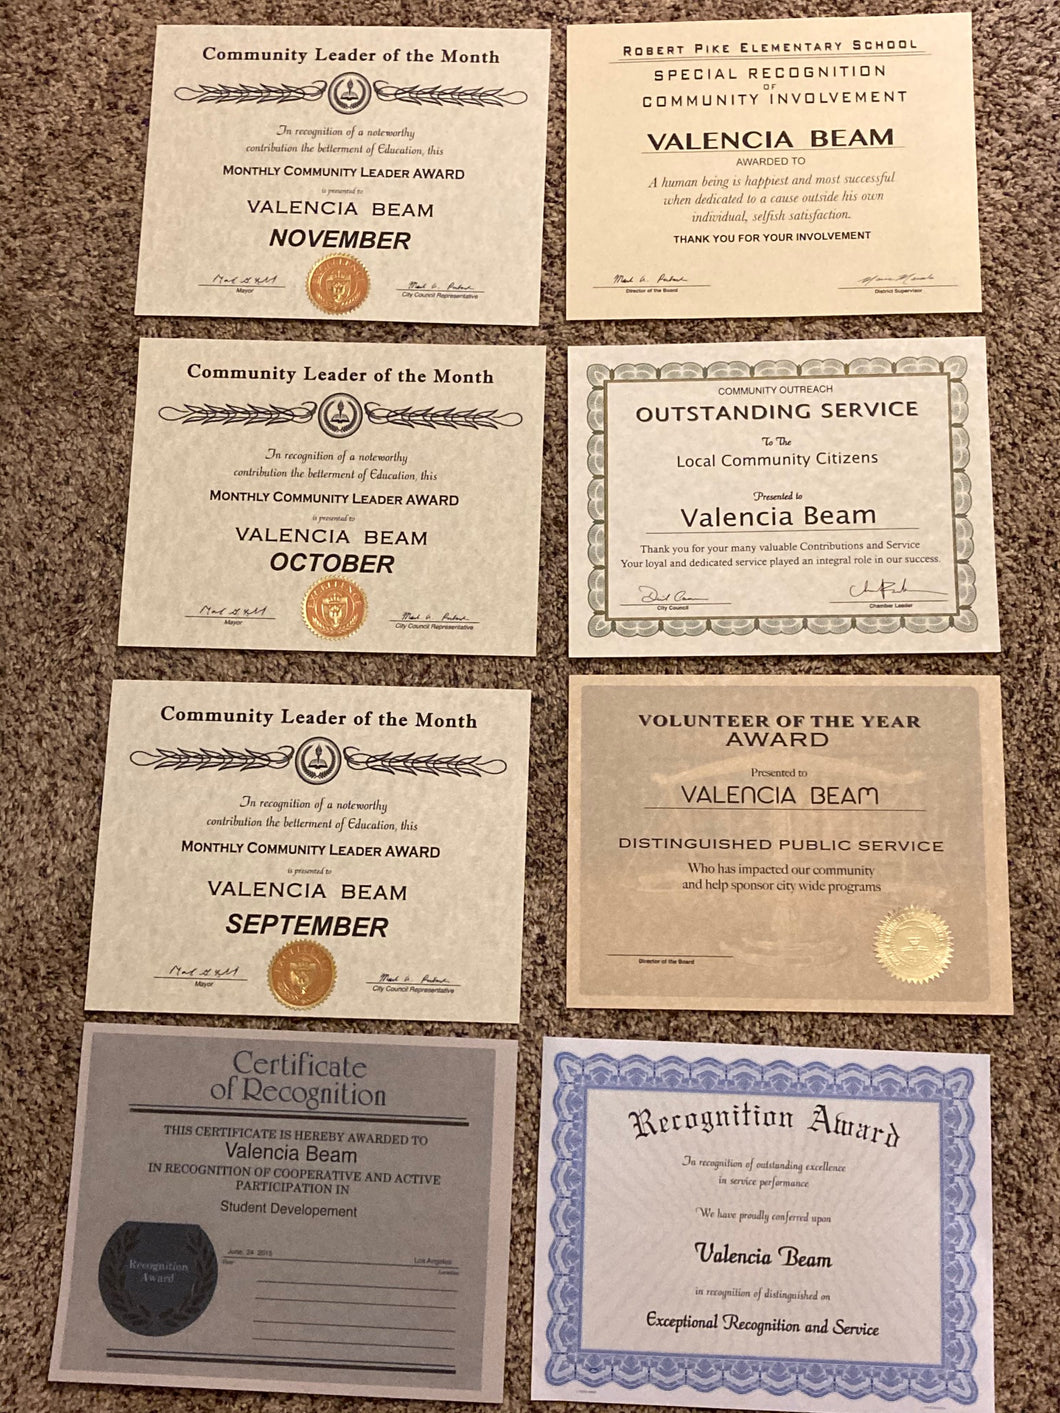 Community Leader of the Month
In recognition of a noteworthy
contribution the betterment of Education, this
MONTHLY COMMUNITY LEADER AWARD
is presented to
VALENCIA BEAM
NOVEMBER
EXCELLENCE
Mayor
City Council Representative
ROBERT PIKE ELEMENTARY SCHOOL
SPECIAL RECOGNITION
OF
COMMUNITY INVOLVEMENT
VALENCIA BEAM
AWARDED TO
A human being is happiest and most successful
when dedicated to a cause outside his own
individual, selfish satisfaction.
THANK YOU FOR YOUR INVOLVEMENT
Director of the Board
District Supervisor
Community Leader of the Month
In recognition of a noteworthy
contribution the betterment of Education, this
MONTHLY COMMUNITY LEADER AWARD
is presented to
VALENCIA BEAM
OCTOBER
EXCELLENCE
Mayor
City Council Representative
COMMUNITY OUTREACH
OUTSTANDING SERVICE
To The
Local Community Citizens
Presented to
Valencia Beam
Thank you for your many valuable Contributions and Service
Your loyal and dedicated service played an integral role in our success.
City Council
Chamber Leader
Community Leader of the Month
In recognition of a noteworthy
contribution the betterment of Education, this
MONTHLY COMMUNITY LEADER AWARD
is presented to
VALENCIA BEAM
SEPTEMBER
EXCELLENCE
Mayor
City Council Representative
VOLUNTEER OF THE YEAR
AWARD
Presented to
VALENCIA BEAM
DISTINGUISHED PUBLIC SERVICE
Who has impacted our community
and help sponsor city wide programs
Director of the Board
Certificate
of Recognition
THIS CERTIFICATE IS HEREBY AWARDED TO
Valencia Beam
IN RECOGNITION OF COOPERATIVE AND ACTIVE
PARTICIPATION IN
Student Developement
June, 24 2015 Los Angeles
Date Location
Recognition
Award
Recognition Award
In recognition of outstanding excellence
in service performance
We have proudly conferred upon
Valencia Beam
in recognition of distinguished on
Exceptional Recognition and Service